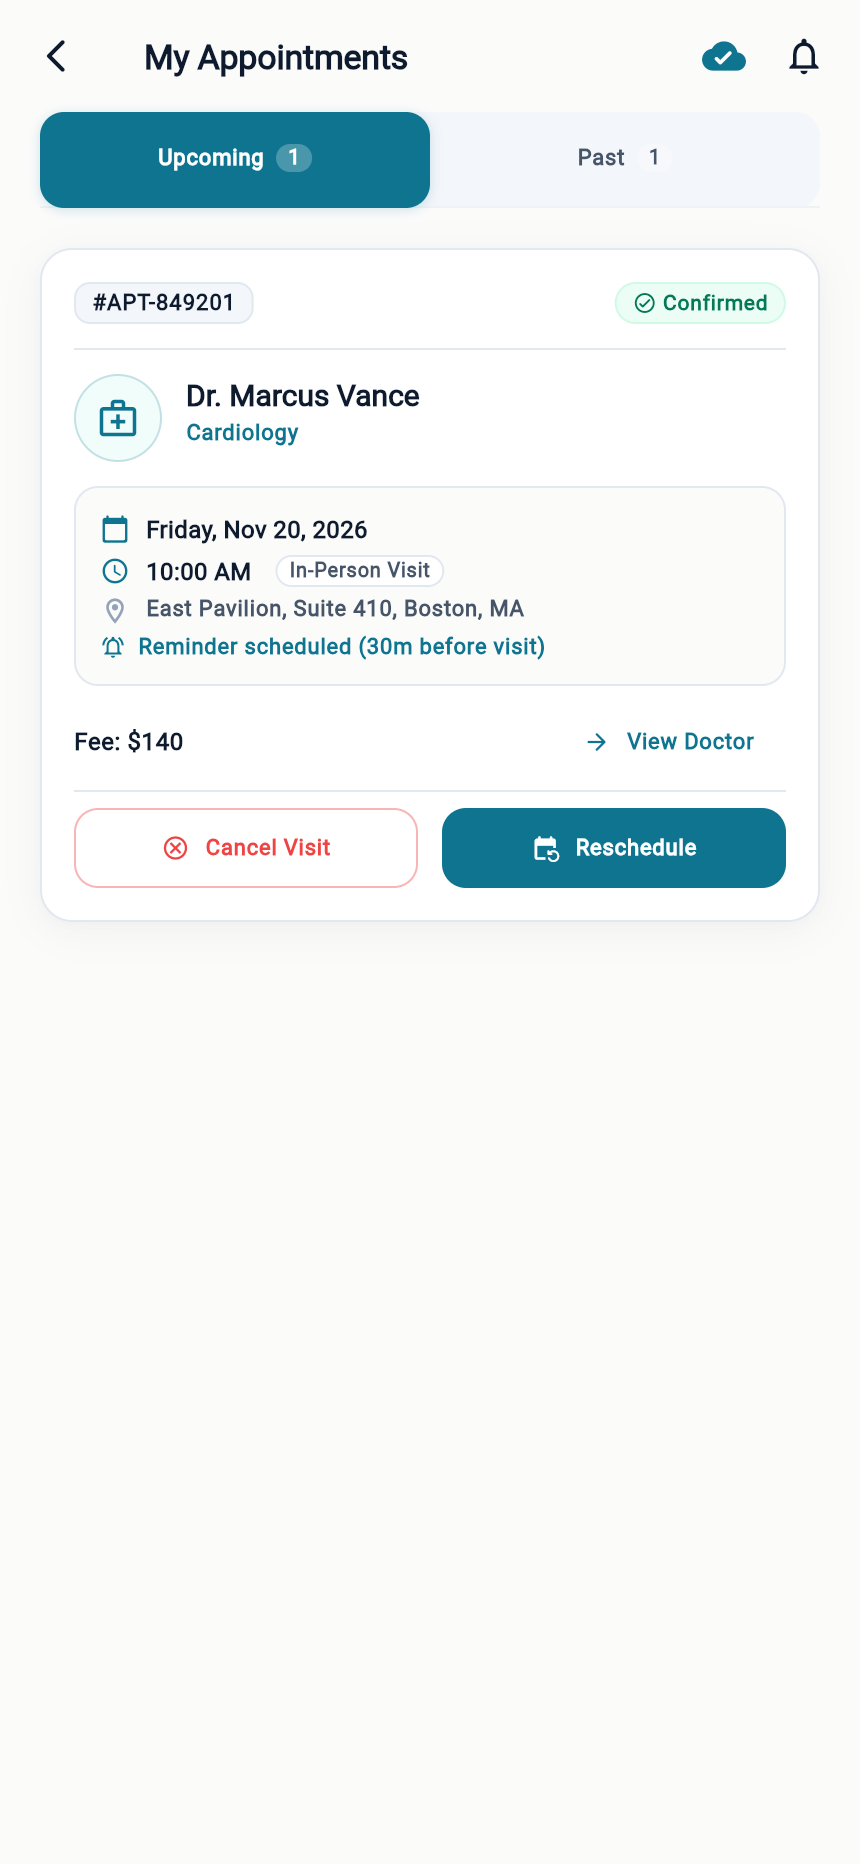 My Appointments
Upcoming 1
Past 1
#APT-849201
Confirmed
Dr. Marcus Vance
Cardiology
Friday, Nov 20, 2026
10:00 AM
In-Person Visit
East Pavilion, Suite 410, Boston, MA
Reminder scheduled (30m before visit)
Fee: $140
View Doctor
Cancel Visit
Reschedule